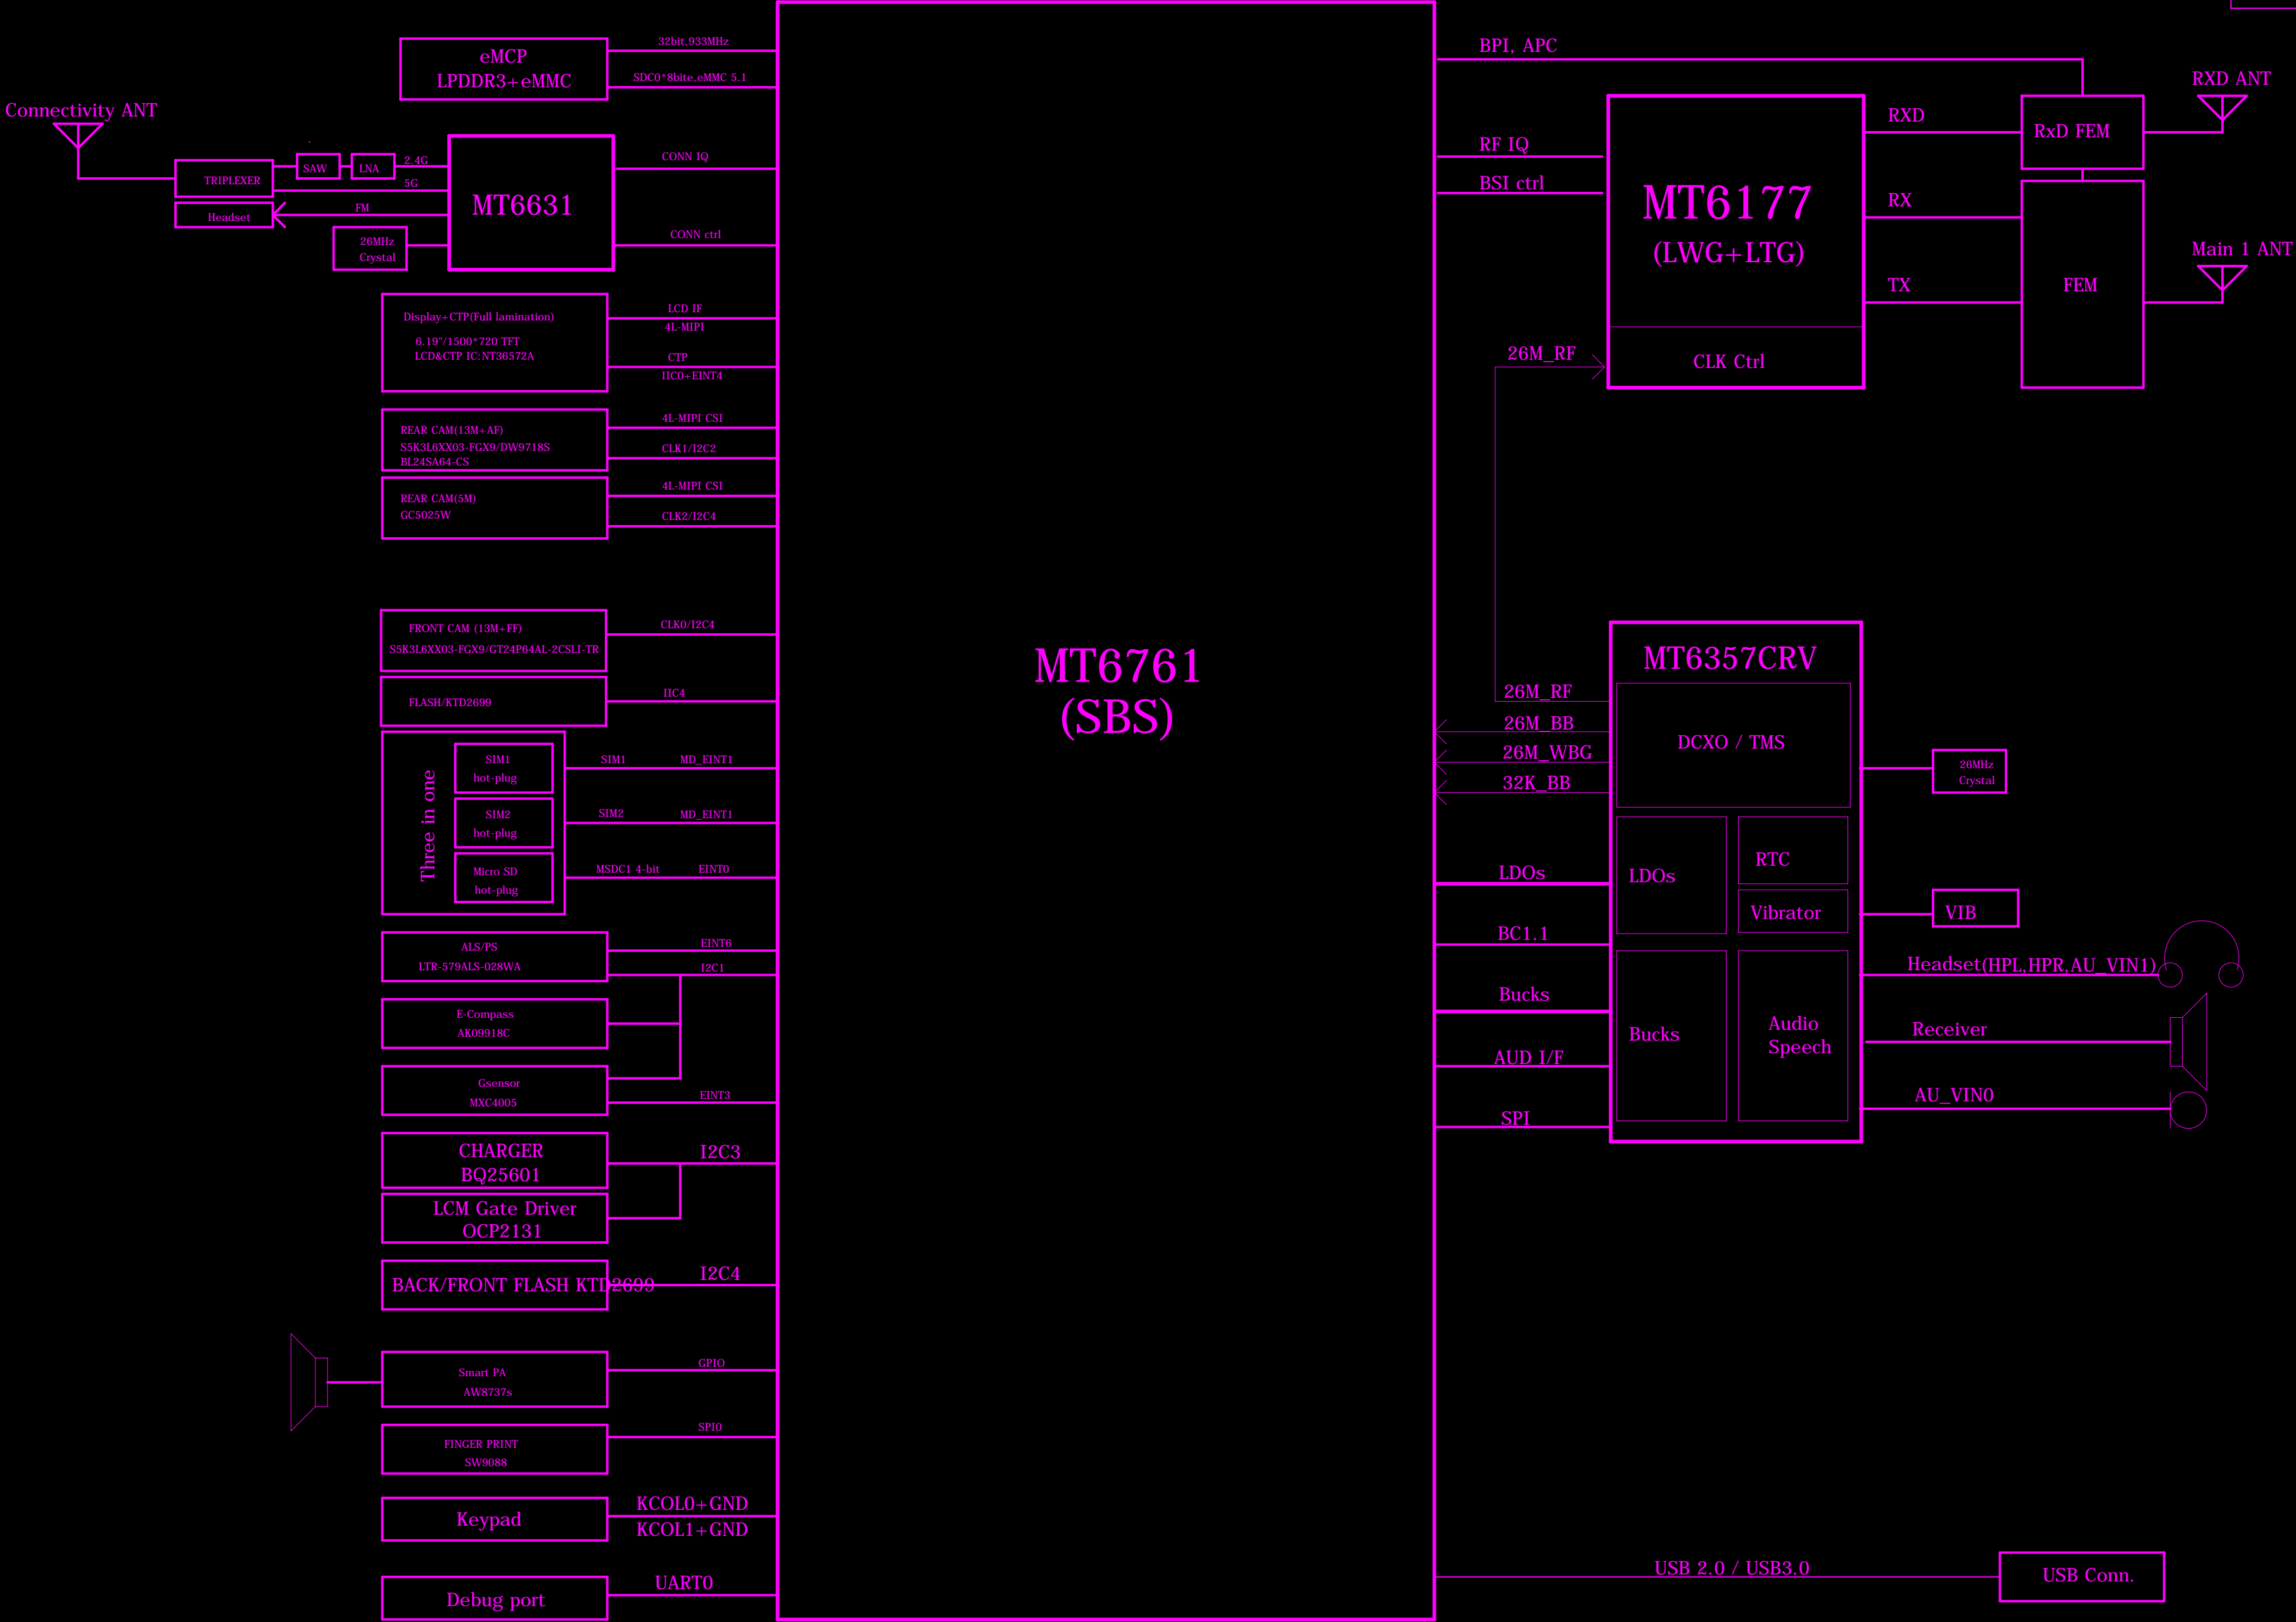 eMCP
LPDDR3+eMMC
32bit,933MHz
SDC0*8bite,eMMC 5.1
Connectivity ANT
TRIPLEXER
SAW
LNA
2.4G
5G
Headset
FM
26MHz
Crystal
MT6631
CONN IQ
CONN ctrl
Display+CTP(Full lamination)
6.19"/1500*720 TFT
LCD&CTP IC:NT36572A
LCD IF
4L-MIPI
CTP
IIC0+EINT4
REAR CAM(13M+AF)
S5K3L6XX03-FGX9/DW9718S
BL24SA64-CS
4L-MIPI CSI
CLK1/I2C2
REAR CAM(5M)
GC5025W
4L-MIPI CSI
CLK2/I2C4
FRONT CAM (13M+FF)
S5K3L6XX03-FGX9/GT24P64AL-2CSLI-TR
CLK0/I2C4
FLASH/KTD2699
IIC4
Three in one
SIM1
hot-plug
SIM1 MD_EINT1
SIM2
hot-plug
SIM2 MD_EINT1
Micro SD
hot-plug
MSDC1 4-bit EINT0
ALS/PS
LTR-579ALS-028WA
EINT6
I2C1
E-Compass
AK09918C
Gsensor
MXC4005
EINT3
CHARGER
BQ25601
I2C3
LCM Gate Driver
OCP2131
BACK/FRONT FLASH KTD2699
I2C4
Smart PA
AW8737s
GPIO
FINGER PRINT
SW9088
SPI0
Keypad
KCOL0+GND
KCOL1+GND
Debug port
UART0
MT6761
(SBS)
BPI, APC
RF IQ
BSI ctrl
MT6177
(LWG+LTG)
CLK Ctrl
26M_RF
RXD
RX
TX
RxD FEM
FEM
RXD ANT
Main 1 ANT
MT6357CRV
26M_RF
26M_BB
26M_WBG
32K_BB
DCXO / TMS
26MHz
Crystal
LDOs
LDOs
RTC
Vibrator
VIB
BC1.1
Bucks
Bucks
AUD I/F
SPI
Audio
Speech
Headset(HPL,HPR,AU_VIN1)
Receiver
AU_VIN0
USB 2.0 / USB3.0
USB Conn.